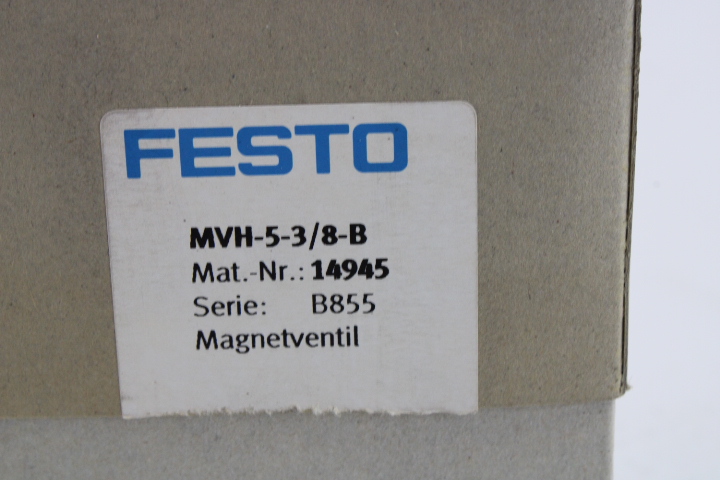 FESTO
MVH-5-3/8-B
Mat.-Nr.: 14945
Serie: B855
Magnetventil